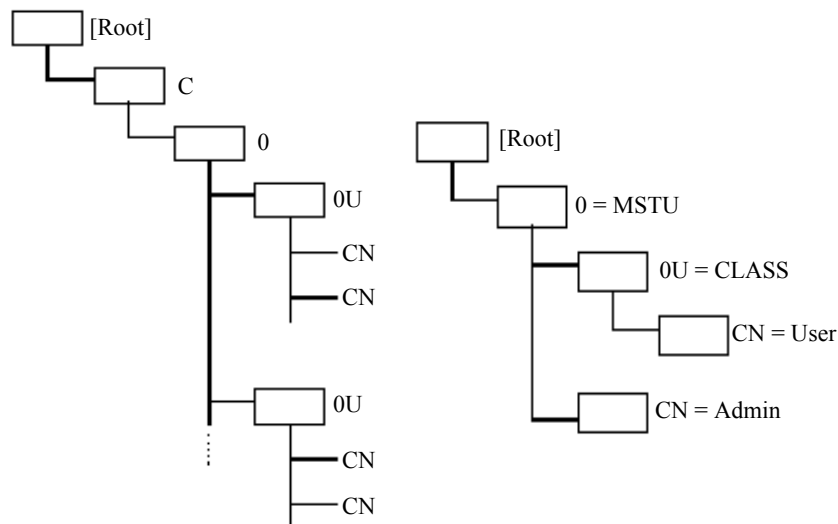 [Root]
C
0
0U
CN
CN
0U
CN
CN
[Root]
0 = MSTU
0U = CLASS
CN = User
CN = Admin